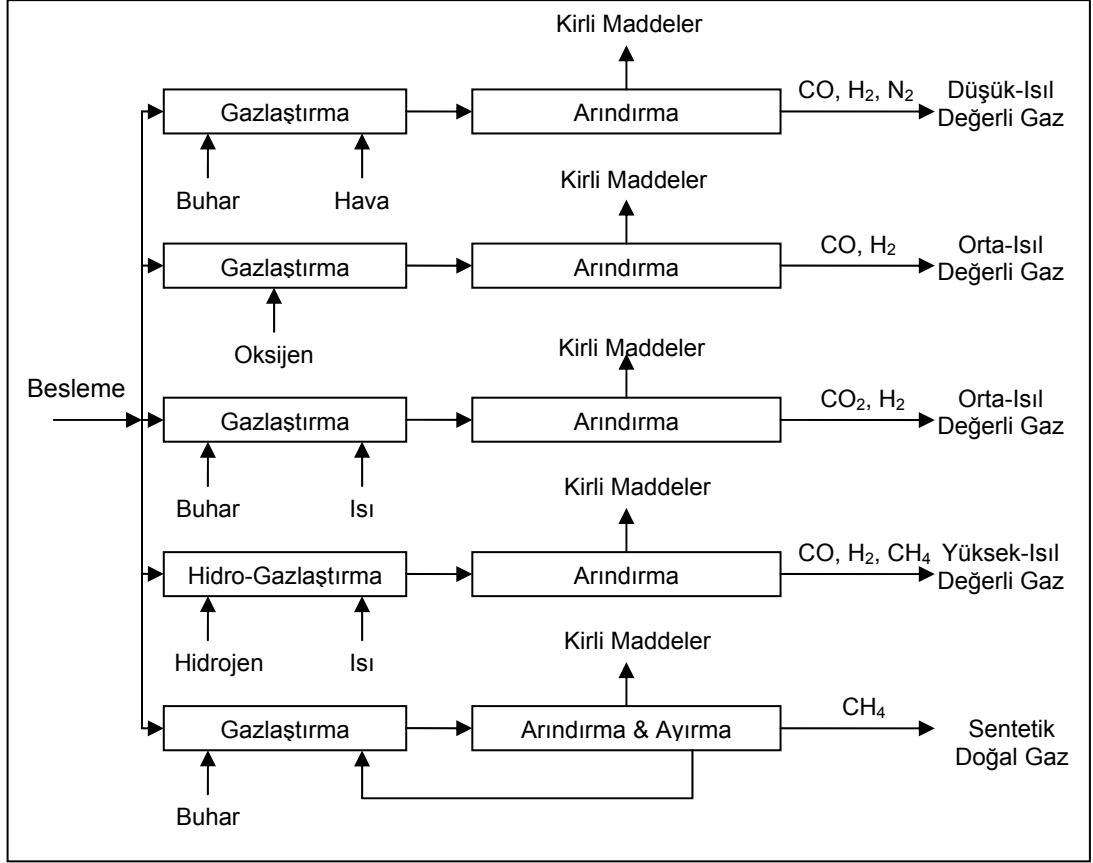 Kirli Maddeler
Gazlaştırma
Arındırma
CO, H₂, N₂
Düşük-Isıl
Değerli Gaz
Buhar
Hava
Kirli Maddeler
Gazlaştırma
Arındırma
CO, H₂
Orta-Isıl
Değerli Gaz
Oksijen
Kirli Maddeler
Besleme
Gazlaştırma
Arındırma
CO₂, H₂
Orta-Isıl
Değerli Gaz
Buhar
Isı
Kirli Maddeler
Hidro-Gazlaştırma
Arındırma
CO, H₂, CH₄
Yüksek-Isıl
Değerli Gaz
Hidrojen
Isı
Kirli Maddeler
Gazlaştırma
Arındırma & Ayırma
CH₄
Sentetik
Doğal Gaz
Buhar